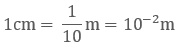 1cm = 1/10 m = 10⁻²m